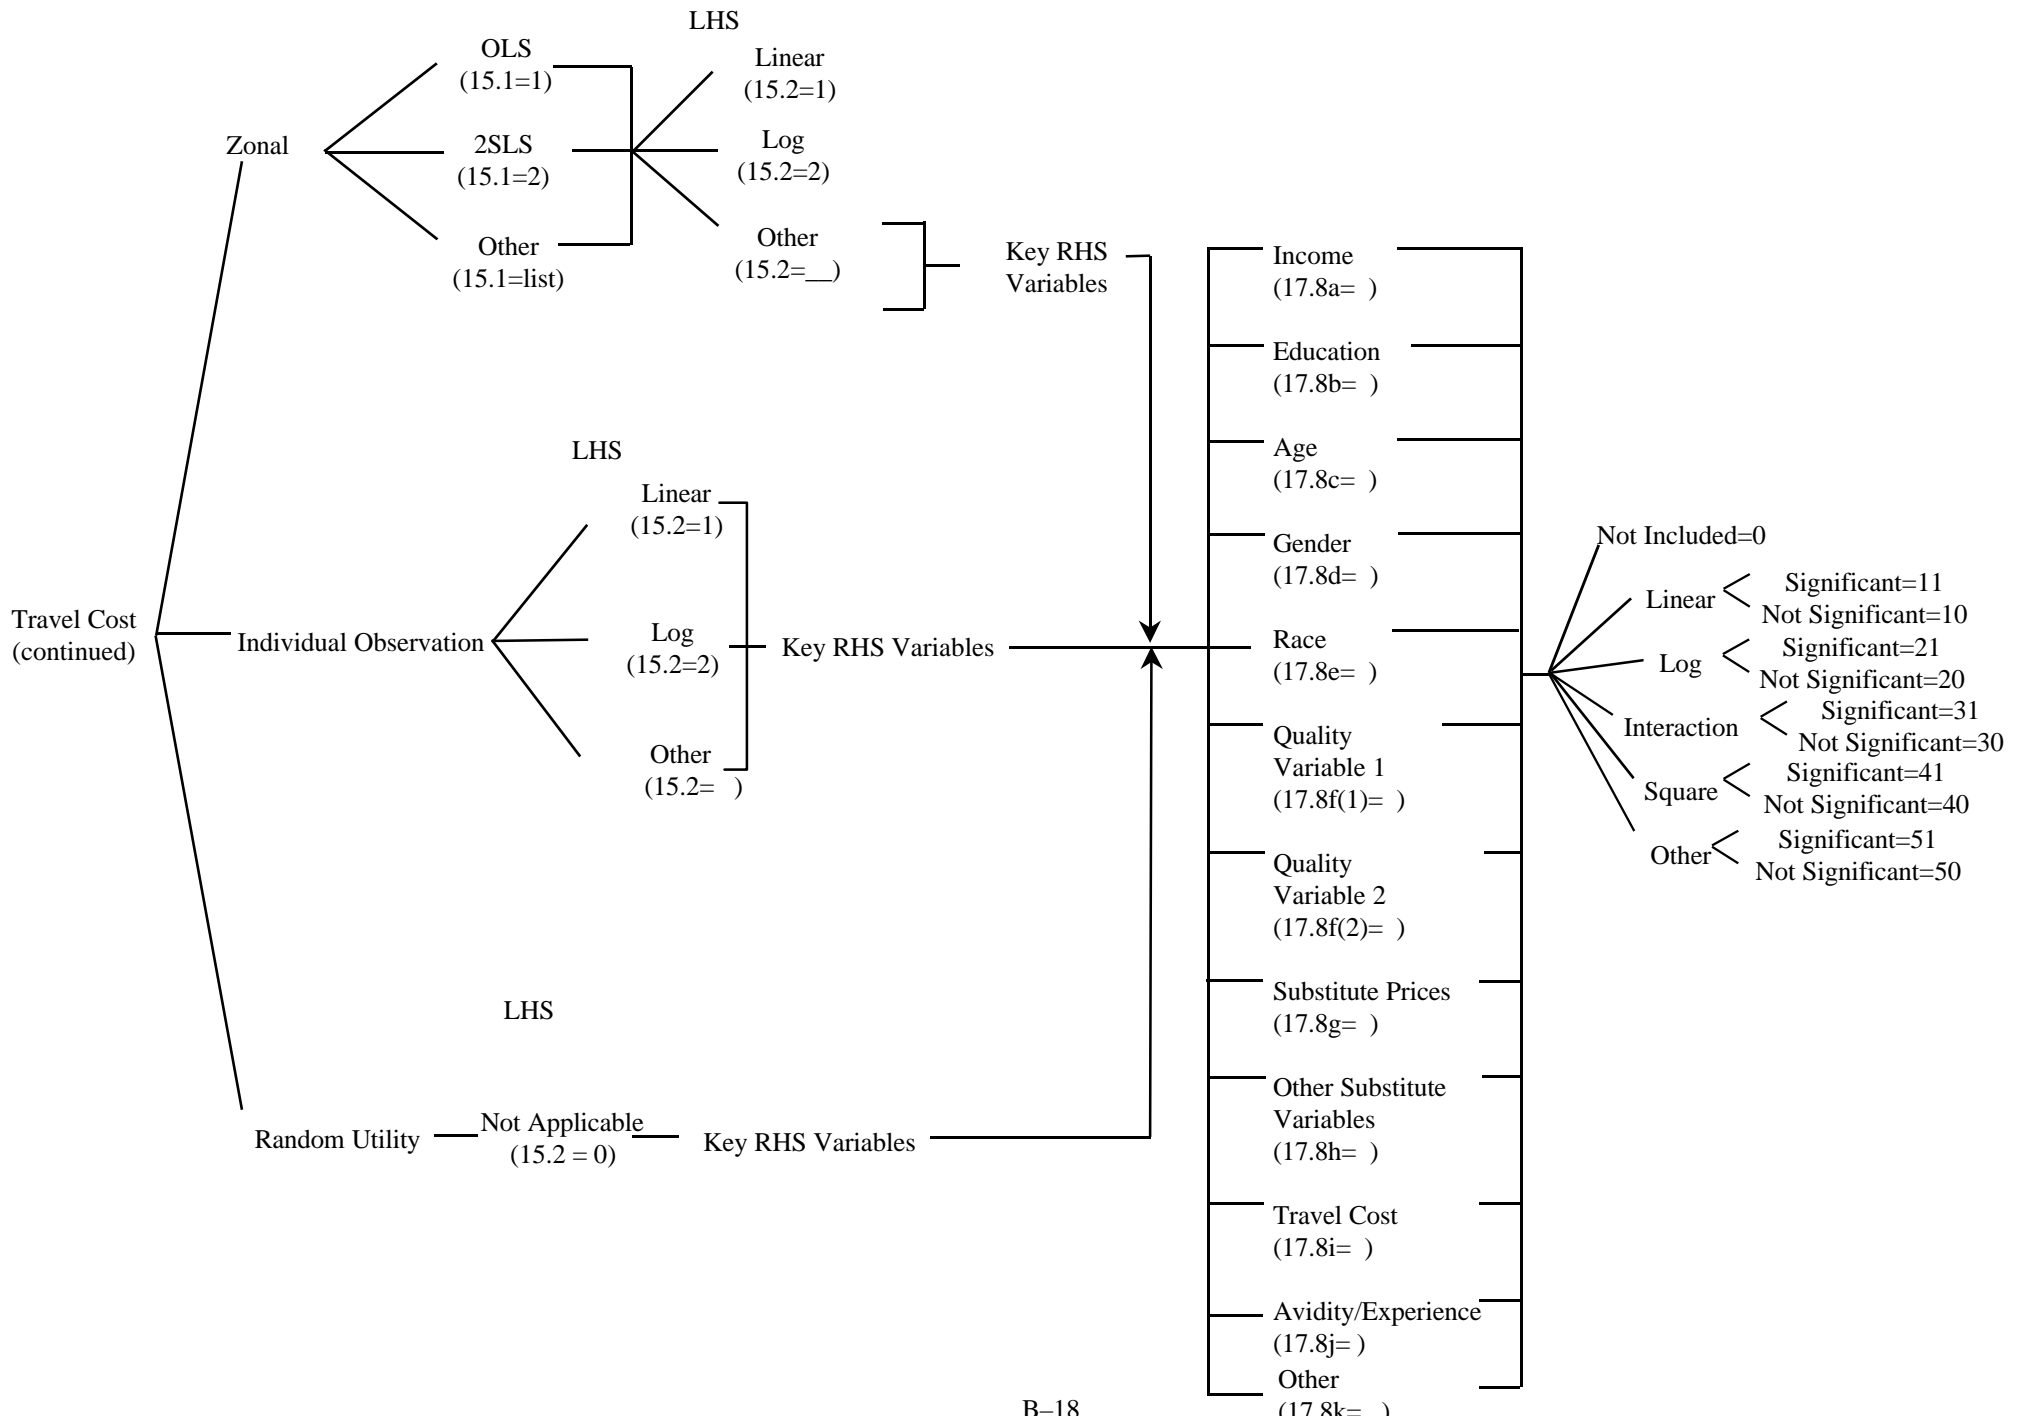 LHS
OLS
(15.1=1)
Linear
(15.2=1)
Zonal
2SLS
(15.1=2)
Log
(15.2=2)
Other
(15.1=list)
Other
(15.2=__)
Key RHS
Variables
LHS
Linear
(15.2=1)
Travel Cost
(continued)
Individual Observation
Log
(15.2=2)
Key RHS Variables
Other
(15.2=   )
LHS
Random Utility
Not Applicable
(15.2 = 0)
Key RHS Variables
Income
(17.8a=  )
Education
(17.8b=  )
Age
(17.8c=  )
Gender
(17.8d=  )
Race
(17.8e=  )
Quality
Variable 1
(17.8f(1)=  )
Quality
Variable 2
(17.8f(2)=  )
Substitute Prices
(17.8g=  )
Other Substitute
Variables
(17.8h=  )
Travel Cost
(17.8i=  )
Avidity/Experience
(17.8j= )
Other
(17.8k=   )
Not Included=0
Linear
Significant=11
Not Significant=10
Log
Significant=21
Not Significant=20
Interaction
Significant=31
Not Significant=30
Square
Significant=41
Not Significant=40
Other
Significant=51
Not Significant=50
B–18